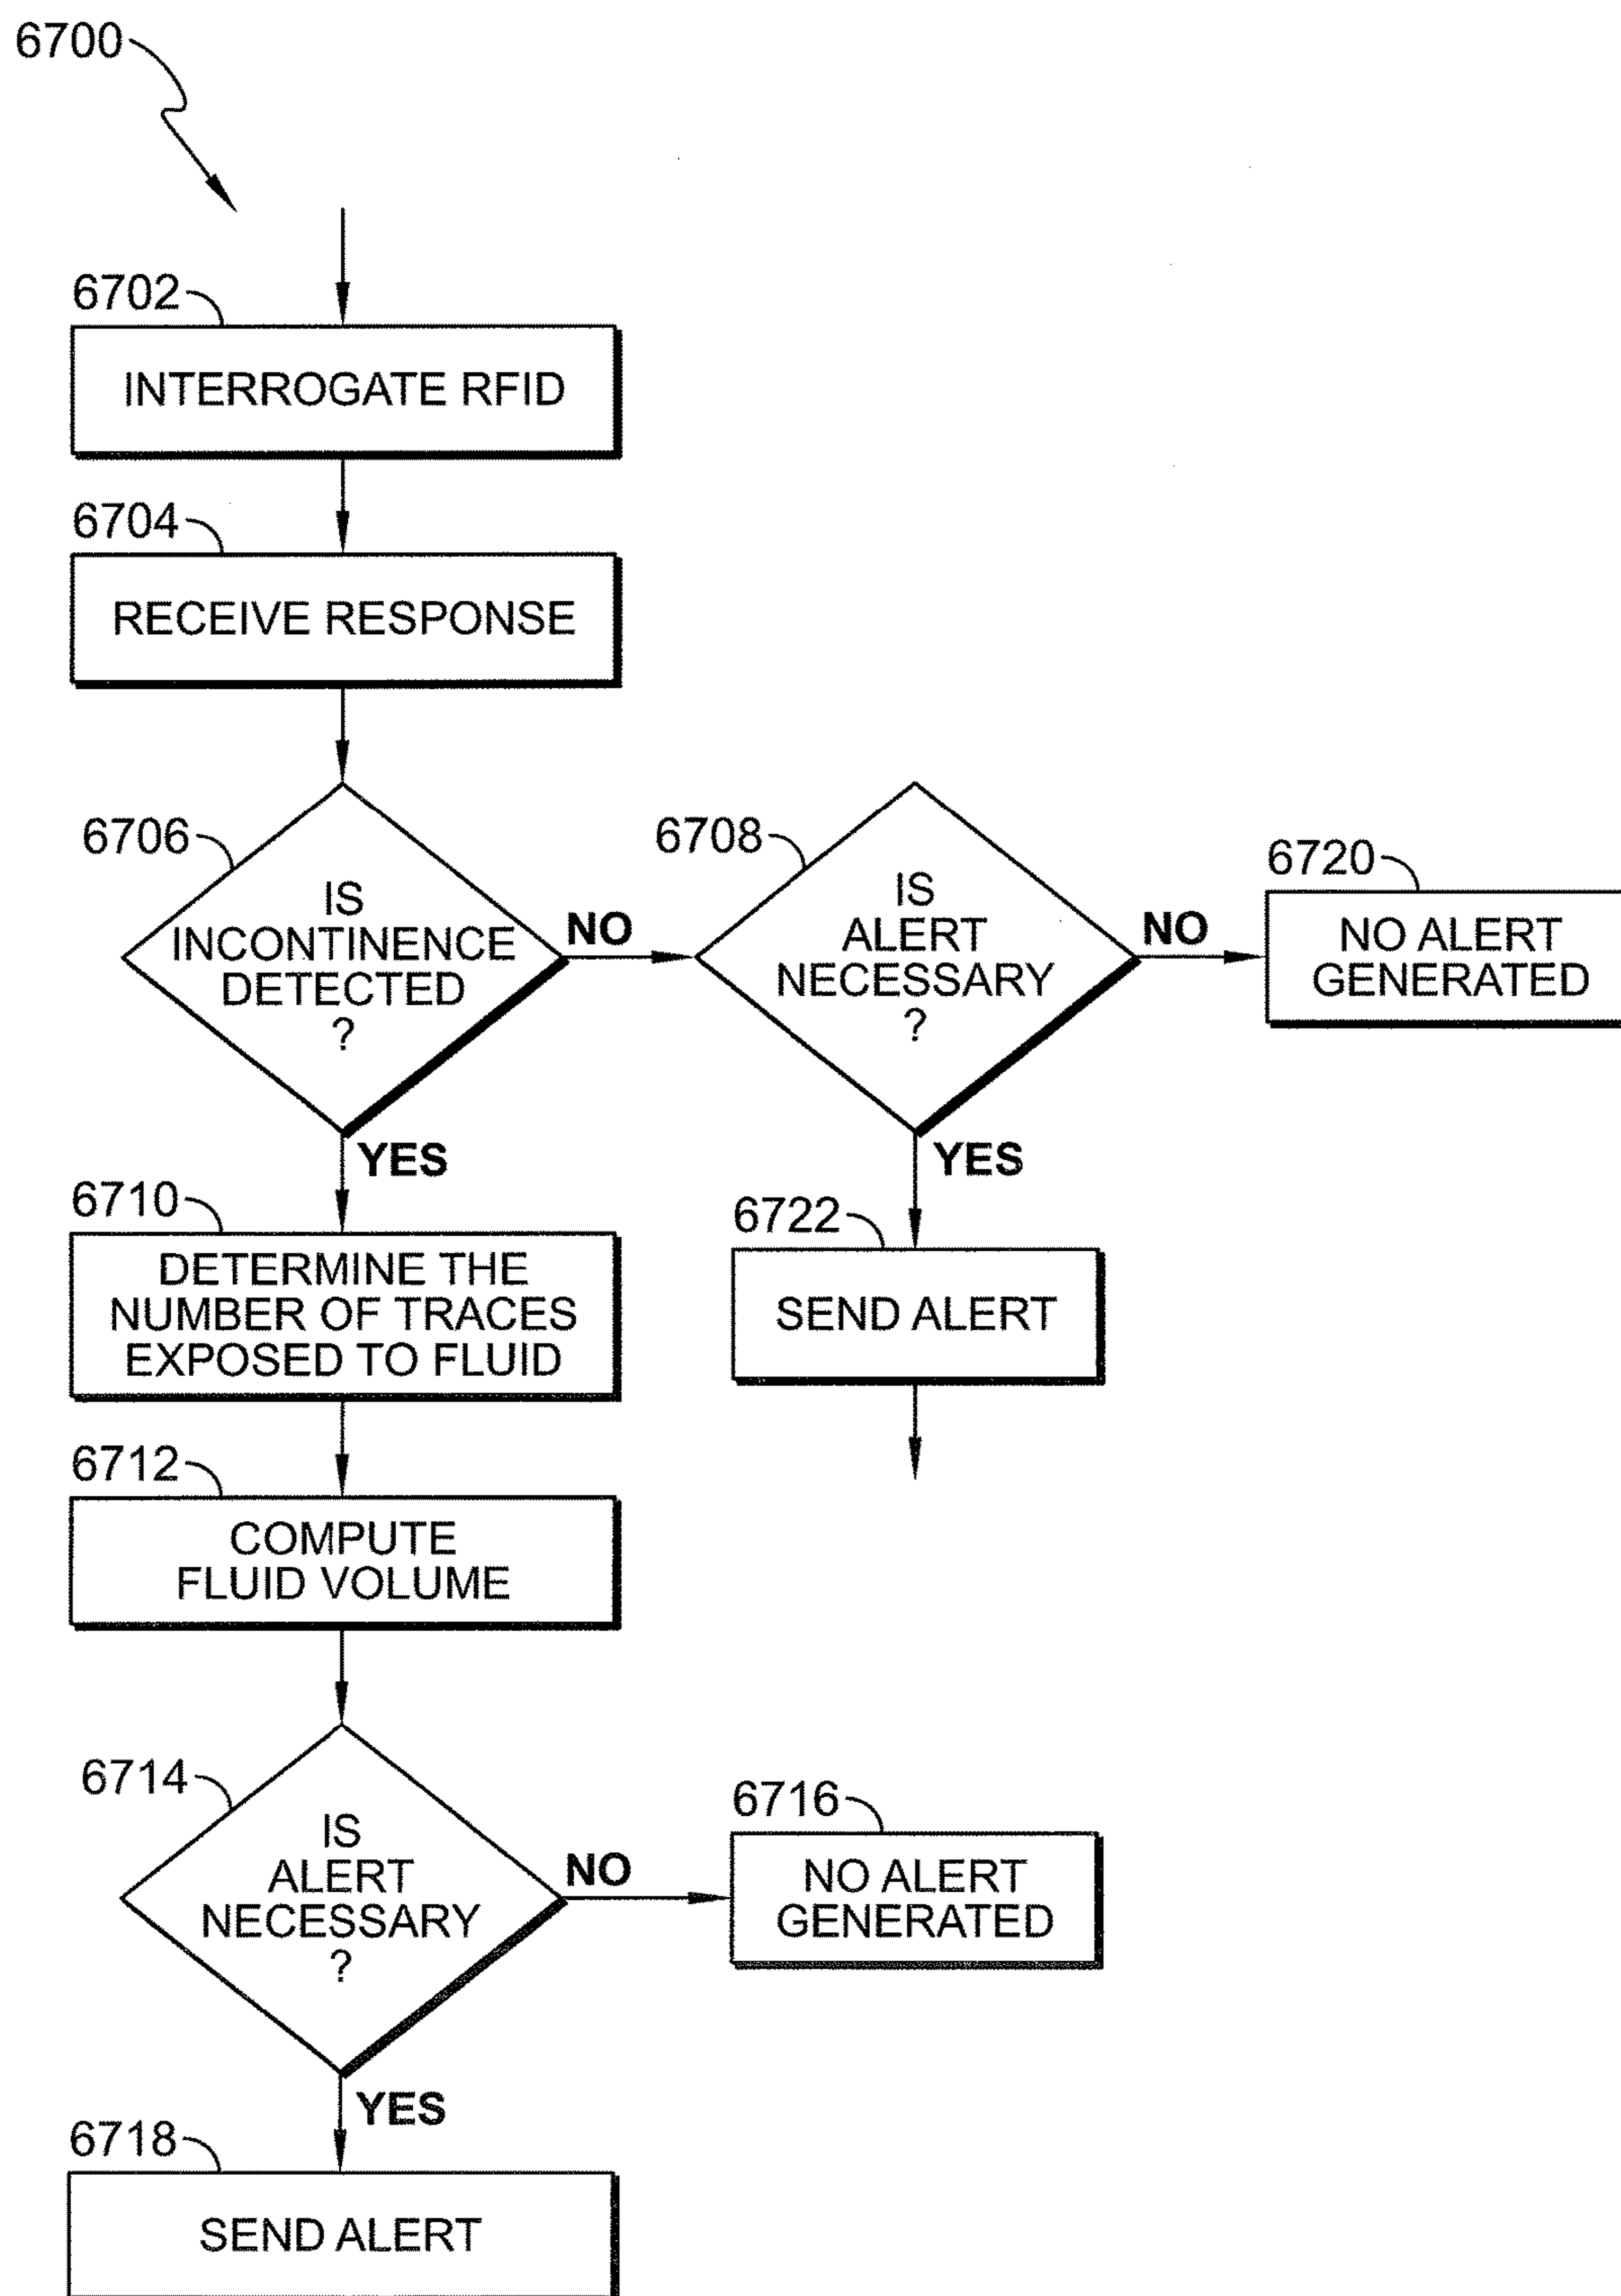 6700
6702
INTERROGATE RFID
6704
RECEIVE RESPONSE
6706
IS
INCONTINENCE
DETECTED
?
NO
6708
IS
ALERT
NECESSARY
?
NO
6720
NO ALERT
GENERATED
YES
YES
6710
DETERMINE THE
NUMBER OF TRACES
EXPOSED TO FLUID
6722
SEND ALERT
6712
COMPUTE
FLUID VOLUME
6714
IS
ALERT
NECESSARY
?
NO
6716
NO ALERT
GENERATED
YES
6718
SEND ALERT